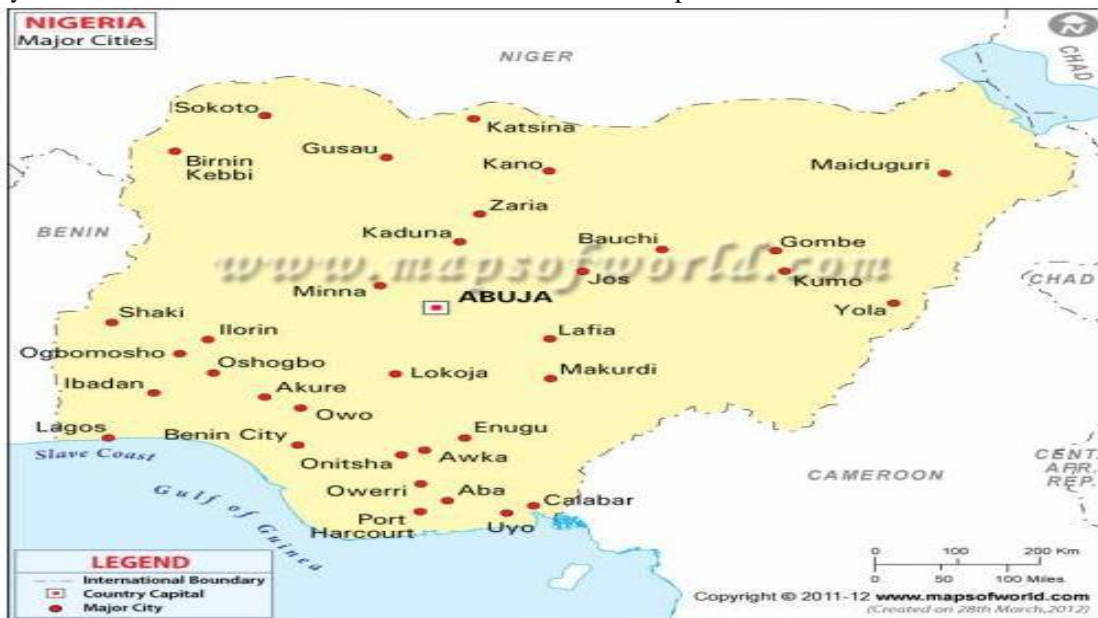 NIGERIA
Major Cities
NIGER
CHAD
Sokoto
Katsina
Gusau
Birnin
Kebbi
Kano
Maiduguri
Zaria
BENIN
Kaduna
Bauchi
Gombe
www.mapsofworld.com
Jos
Kumo
CHAD
Minna
ABUJA
Yola
Shaki
Ilorin
Lafia
Ogbomosho
Oshogbo
Lokoja
Makurdi
Ibadan
Akure
Owo
Lagos
Benin City
Enugu
Slave Coast
Onitsha
Awka
CENT.
AFR.
REP.
CAMEROON
Gulf of Guinea
Owerri
Aba
Calabar
Port
Harcourt
Uyo
LEGEND
International Boundary
Country Capital
Major City
0 100 200 Km
0 50 100 Miles
Copyright © 2011-12 www.mapsofworld.com
(Created on 28th March,2012)